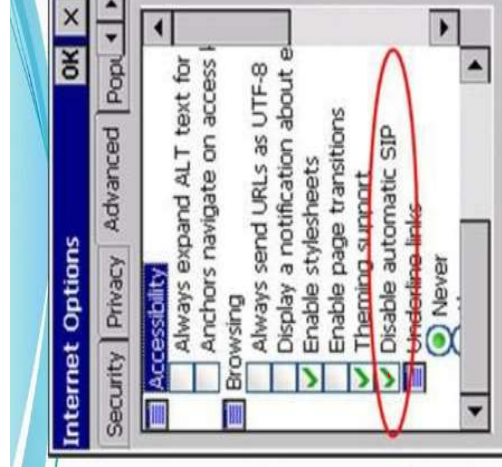 Internet Options OK ×
Security Privacy Advanced Popu
Accessibility
Always expand ALT text for
Anchors navigate on access k
Browsing
Always send URLs as UTF-8
Display a notification about e
Enable stylesheets
Enable page transitions
Theming support
Disable automatic SIP
Underline links
Never